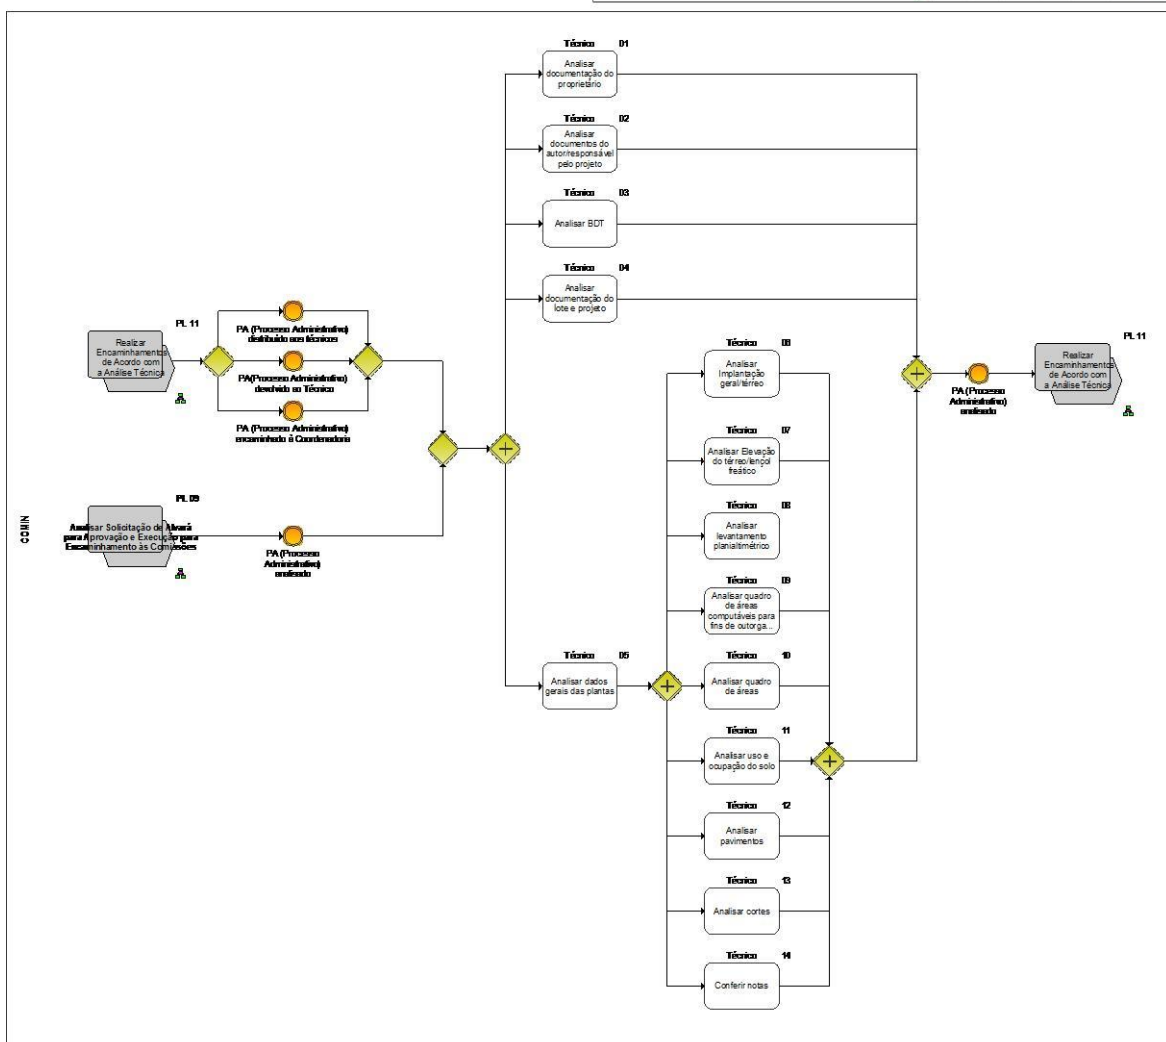 Técnico 01
Analisar
documentação do
proprietário
Técnico 02
Analisar
documentos do
autor/responsável
pelo projeto
Técnico 03
Analisar BDT
Técnico 04
Analisar
documentação do
lote e projeto
PL 11
Realizar
Encaminhamentos
de Acordo com
a Análise Técnica
PA (Processo Administrativo)
distribuído aos técnicos
PA(Processo Administrativo)
devolvido ao Técnico
PA (Processo Administrativo)
encaminhado à Coordenadoria
PL 09
Analisar Solicitação de Alvará
para Aprovação e Execução para
Encaminhamento às Comissões
PA (Processo
Administrativo)
analisado
COMIN
Técnico 05
Analisar dados
gerais das plantas
Técnico 06
Analisar
Implantação
geral/térreo
Técnico 07
Analisar Elevação
do térreo/lençol
freático
Técnico 08
Analisar
levantamento
planialtimétrico
Técnico 09
Analisar quadro
de áreas
computáveis para
fins de outorga...
Técnico 10
Analisar quadro
de áreas
Técnico 11
Analisar uso e
ocupação do solo
Técnico 12
Analisar
pavimentos
Técnico 13
Analisar cortes
Técnico 14
Conferir notas
PA (Processo
Administrativo)
analisado
PL 11
Realizar
Encaminhamentos
de Acordo com
a Análise Técnica